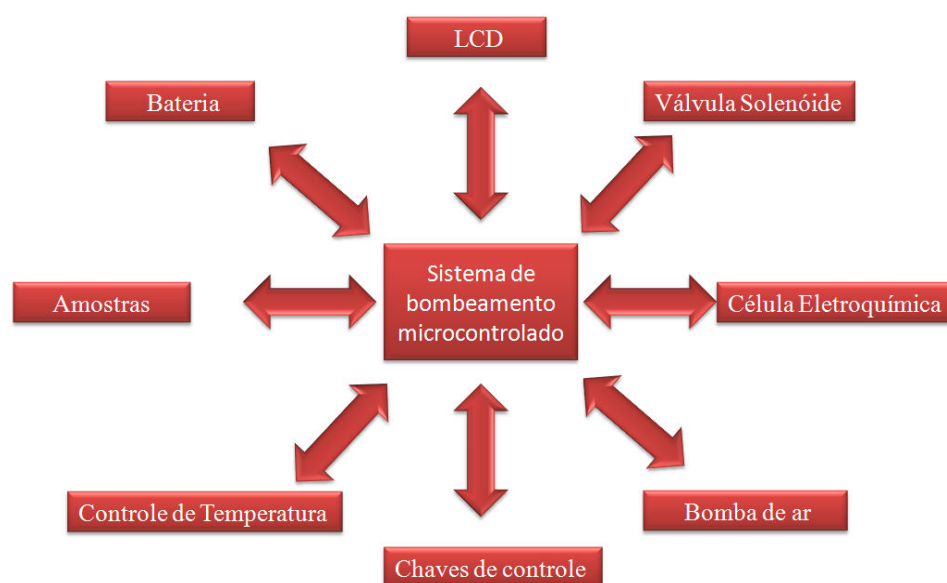 LCD
Bateria
Válvula Solenóide
Sistema de
bombeamento
microcontrolado
Amostras
Célula Eletroquímica
Controle de Temperatura
Bomba de ar
Chaves de controle